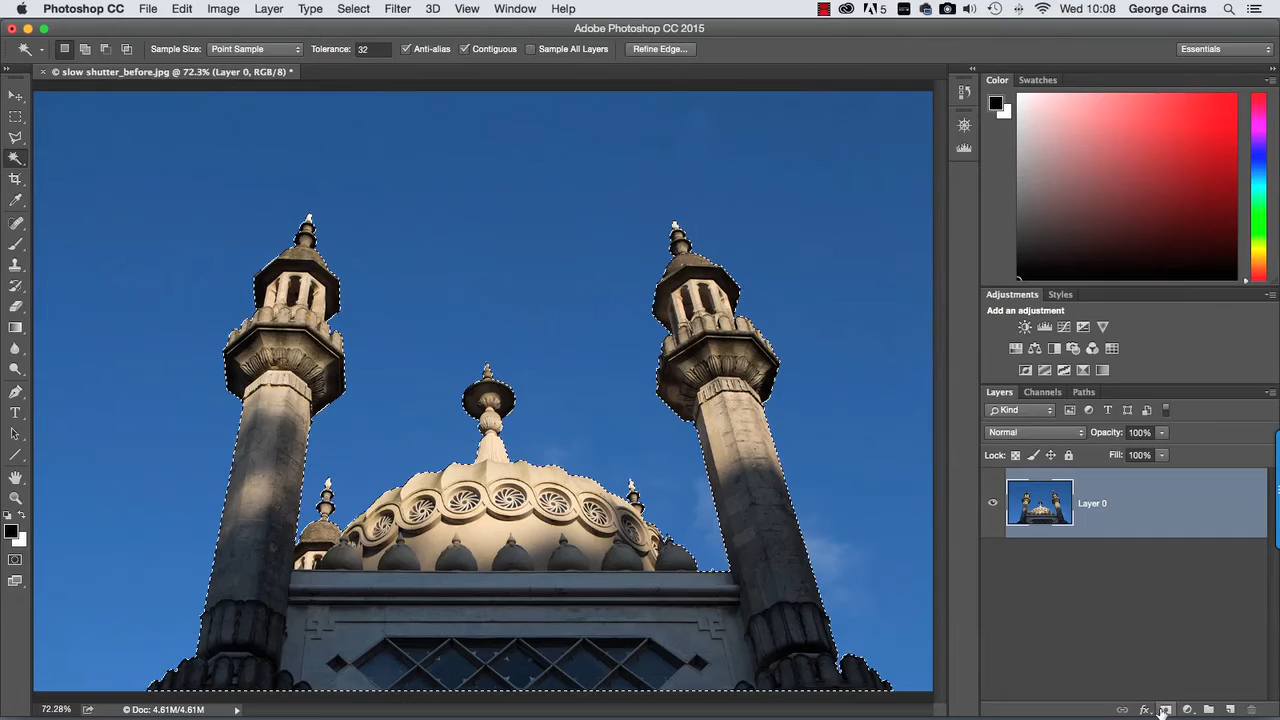 Photoshop CC File Edit Image Layer Type Select Filter 3D View Window Help 5 Wed 10:08 George Cairns
Adobe Photoshop CC 2015
Sample Size: Point Sample Tolerance: 32 Anti-alias Contiguous Sample All Layers Refine Edge... Essentials
× © slow shutter_before.jpg @ 72.3% (Layer 0, RGB/8) *
Color Swatches
Adjustments Styles
Add an adjustment
Layers Channels Paths
Kind
Normal Opacity: 100%
Lock: Fill: 100%
Layer 0
72.28% © Doc: 4.61M/4.61M
fx